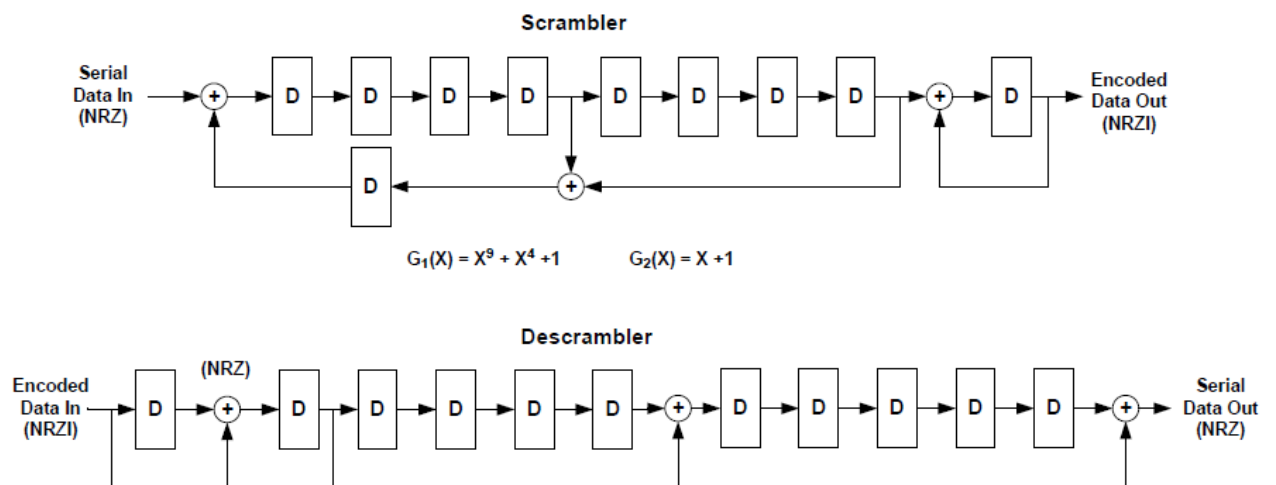 Scrambler
Serial
Data In
(NRZ)
+ D D D D D D D D + D
Encoded
Data Out
(NRZI)
D +
G₁(X) = X⁹ + X⁴ +1 G₂(X) = X +1
Descrambler
Encoded
Data In
(NRZI)
(NRZ)
D + D D D D D + D D D D D +
Serial
Data Out
(NRZ)